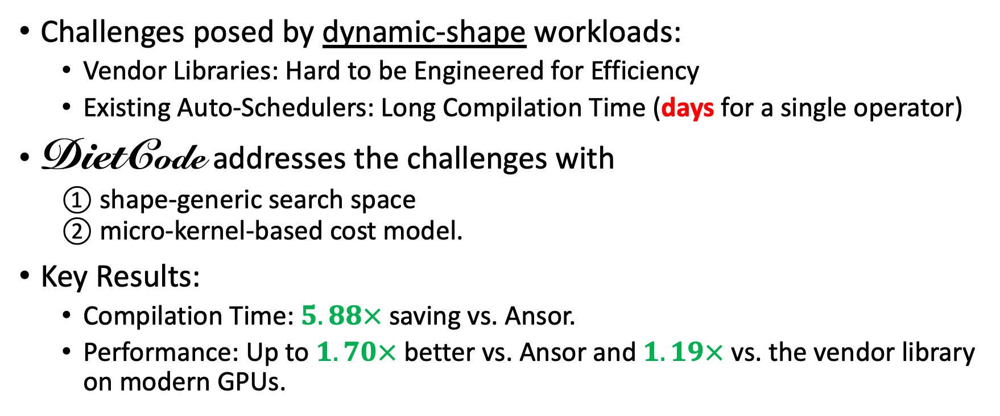 • Challenges posed by dynamic-shape workloads:
• Vendor Libraries: Hard to be Engineered for Efficiency
• Existing Auto-Schedulers: Long Compilation Time (days for a single operator)
• DietCode addresses the challenges with
① shape-generic search space
② micro-kernel-based cost model.
• Key Results:
• Compilation Time: 5.88× saving vs. Ansor.
• Performance: Up to 1.70× better vs. Ansor and 1.19× vs. the vendor library
on modern GPUs.